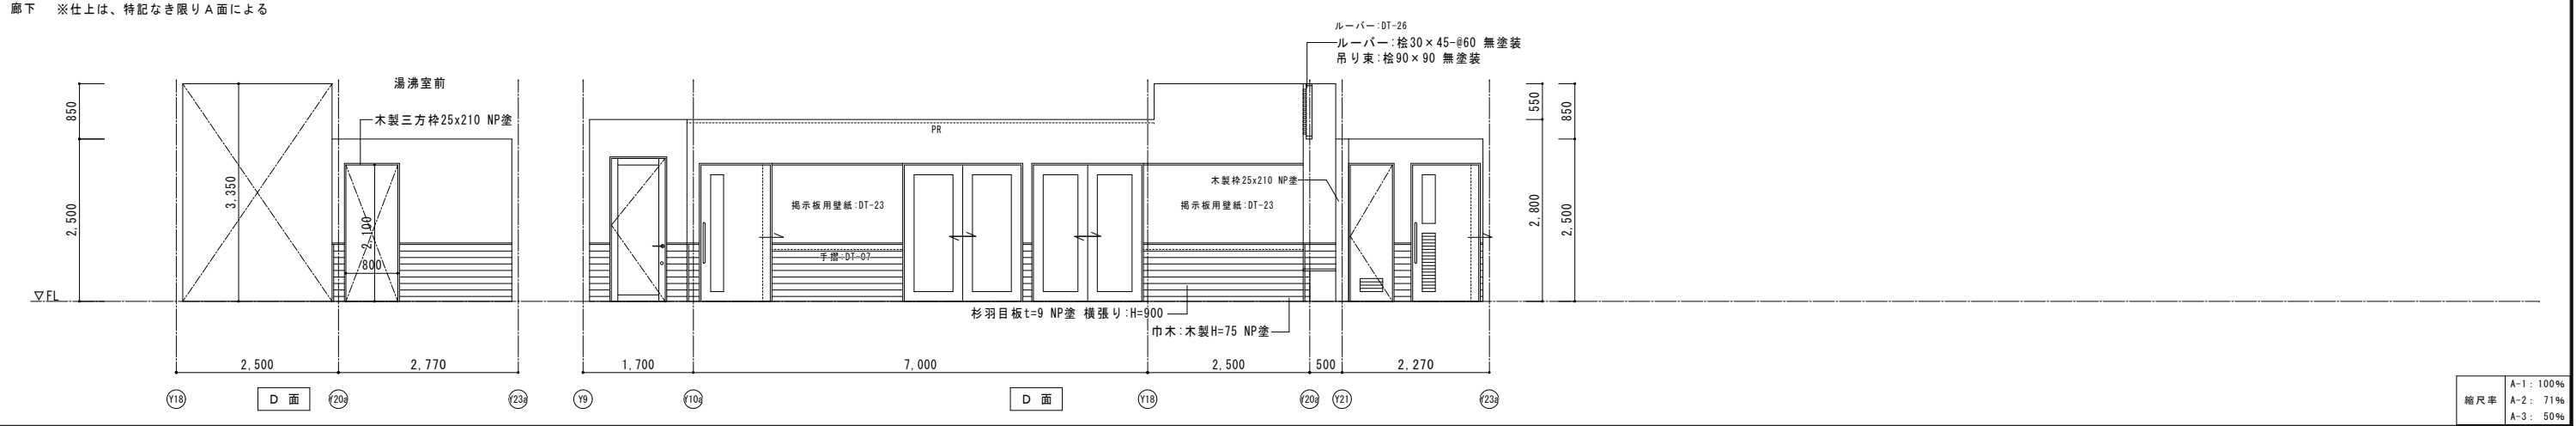 廊下 ※仕上は、特記なき限りA面による
ルーバー:DT-26
ルーバー:桧30×45-@60 無塗装
吊り束:桧90×90 無塗装
湯沸室前
木製三方枠25x210 NP塗
850
2,500
3,350
2,100
800
PR
掲示板用壁紙:DT-23
手摺:DT-07
木製枠25x210 NP塗
掲示板用壁紙:DT-23
550
850
2,800
2,500
▽FL
杉羽目板t=9 NP塗 横張り:H=900
巾木:木製H=75 NP塗
2,500
2,770
1,700
7,000
2,500
500
2,270
Y18
D 面
Y20a
Y23a
Y9
Y10a
D 面
Y18
Y20a
Y21
Y23a
縮尺率
A-1: 100%
A-2: 71%
A-3: 50%